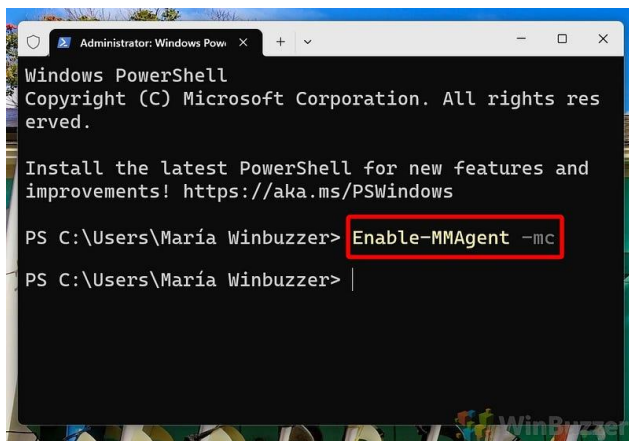 Administrator: Windows Pow
Windows PowerShell
Copyright (C) Microsoft Corporation. All rights res
erved.
Install the latest PowerShell for new features and
improvements! https://aka.ms/PSWindows
PS C:\Users\María Winbuzzer> Enable-MMAgent -mc
PS C:\Users\María Winbuzzer>
WinBuzzer